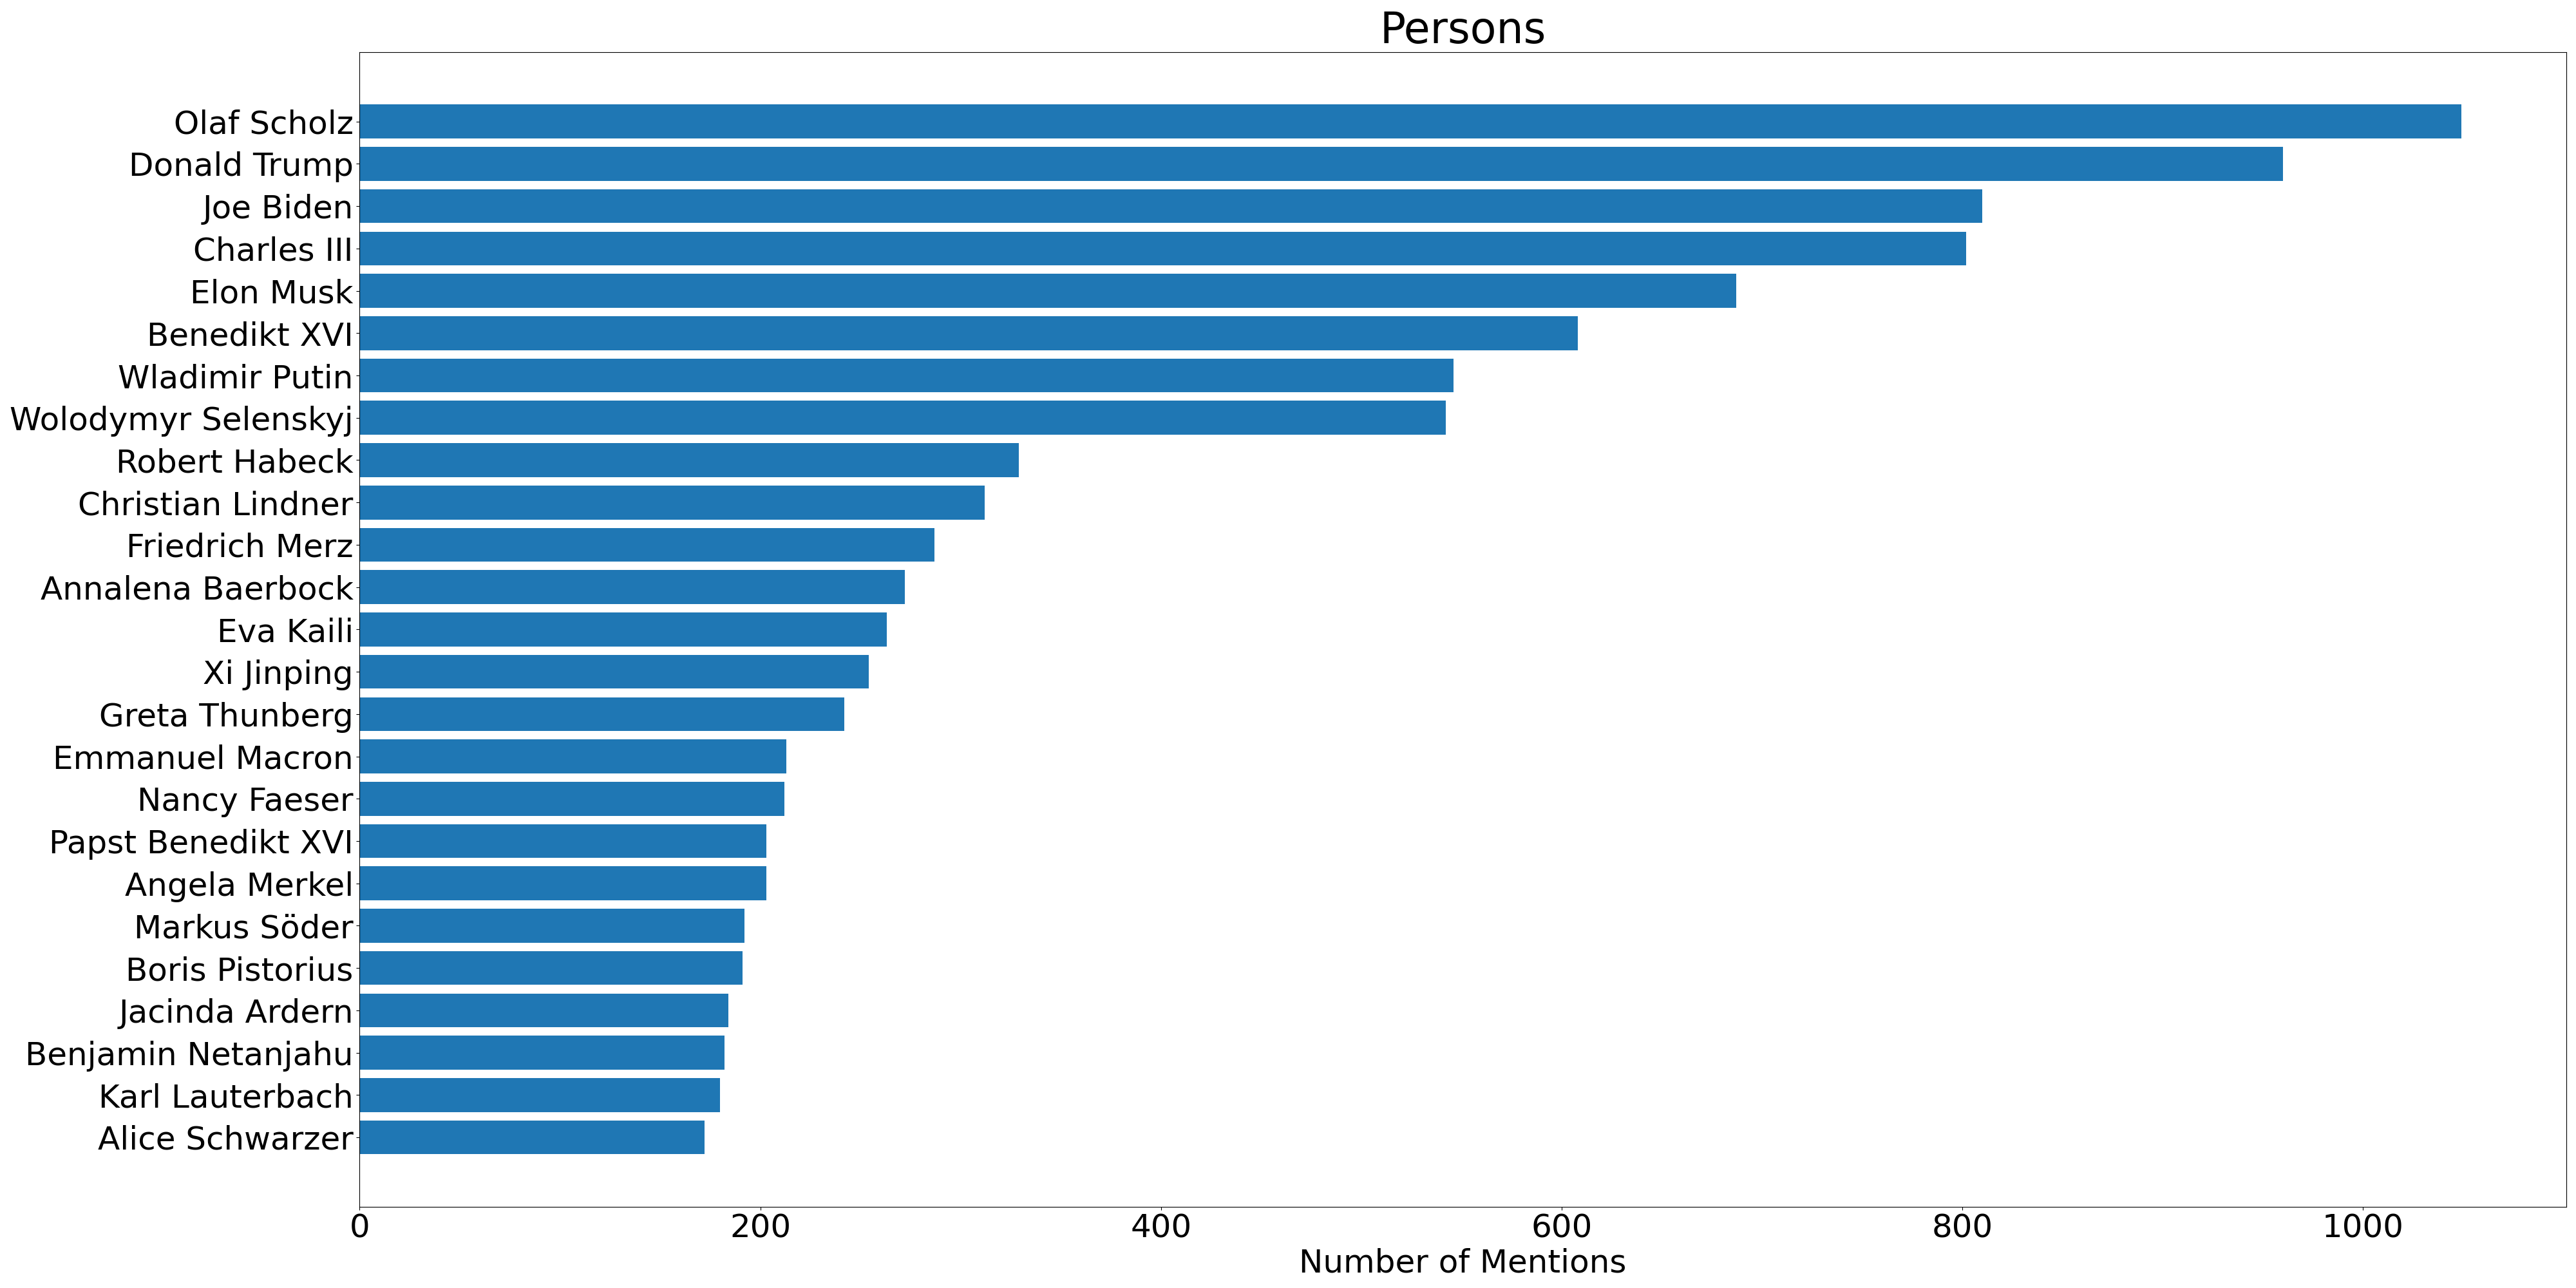 Persons
Olaf Scholz
Donald Trump
Joe Biden
Charles III
Elon Musk
Benedikt XVI
Wladimir Putin
Wolodymyr Selenskyj
Robert Habeck
Christian Lindner
Friedrich Merz
Annalena Baerbock
Eva Kaili
Xi Jinping
Greta Thunberg
Emmanuel Macron
Nancy Faeser
Papst Benedikt XVI
Angela Merkel
Markus Söder
Boris Pistorius
Jacinda Ardern
Benjamin Netanjahu
Karl Lauterbach
Alice Schwarzer
0 200 400 600 800 1000
Number of Mentions